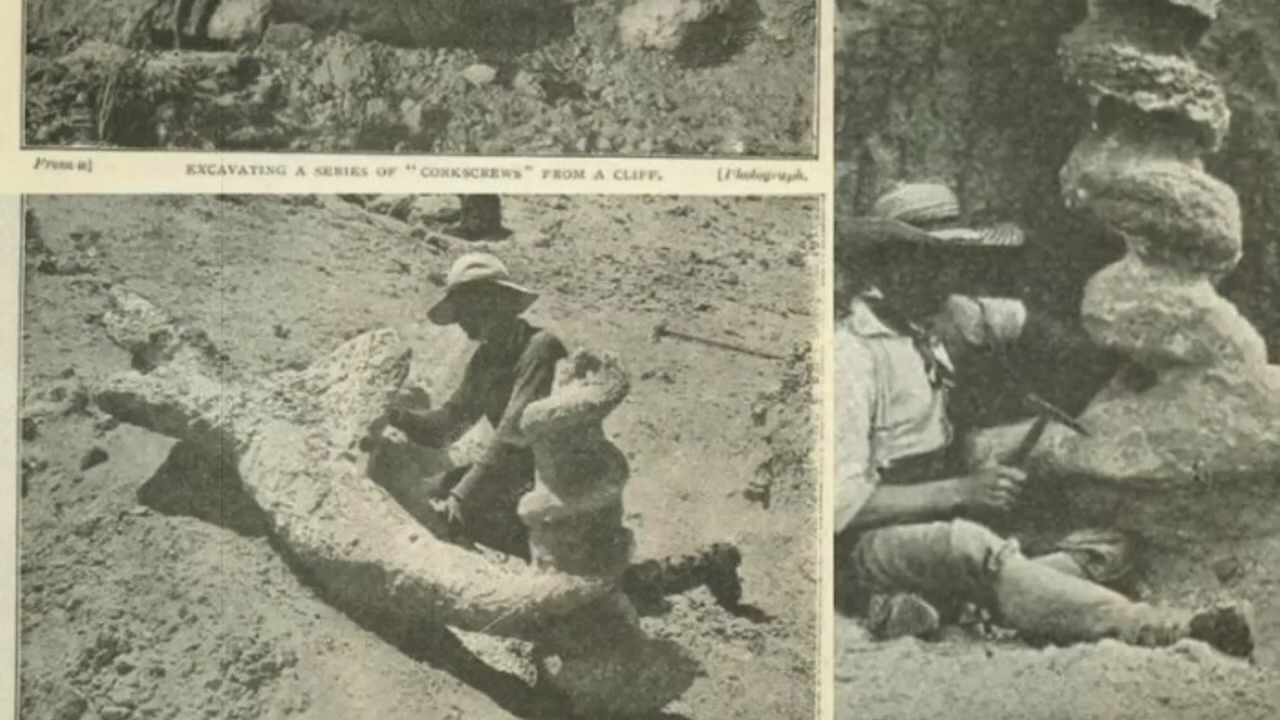 From a] EXCAVATING A SERIES OF "CORKSCREWS" FROM A CLIFF. [Photograph.